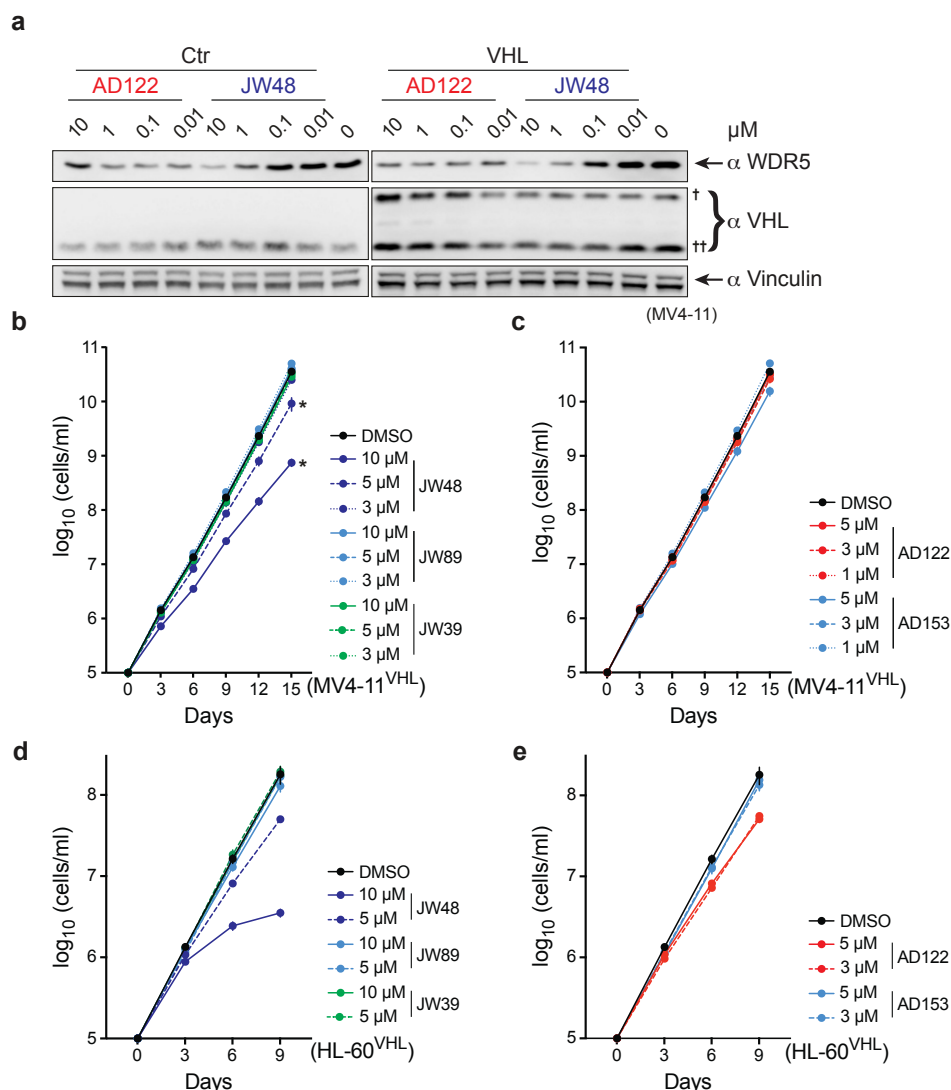 a
Ctr VHL
AD122 JW48 AD122 JW48
10 1 0.1 0.01 10 1 0.1 0.01 0 10 1 0.1 0.01 10 1 0.1 0.01 0 µM
α WDR5
†
α VHL
††
α Vinculin
(MV4-11)
b
log10 (cells/ml)
11
10
9
8
7
6
5
0 3 6 9 12 15 (MV4-11VHL)
Days
*
*
DMSO
10 µM
5 µM JW48
3 µM
10 µM
5 µM JW89
3 µM
10 µM
5 µM JW39
3 µM
c
log10 (cells/ml)
11
10
9
8
7
6
5
0 3 6 9 12 15 (MV4-11VHL)
Days
DMSO
5 µM
3 µM AD122
1 µM
5 µM
3 µM AD153
1 µM
d
log10 (cells/ml)
8
7
6
5
0 3 6 9 (HL-60VHL)
Days
DMSO
10 µM JW48
5 µM
10 µM JW89
5 µM
10 µM JW39
5 µM
e
log10 (cells/ml)
8
7
6
5
0 3 6 9 (HL-60VHL)
Days
DMSO
5 µM AD122
3 µM
5 µM AD153
3 µM